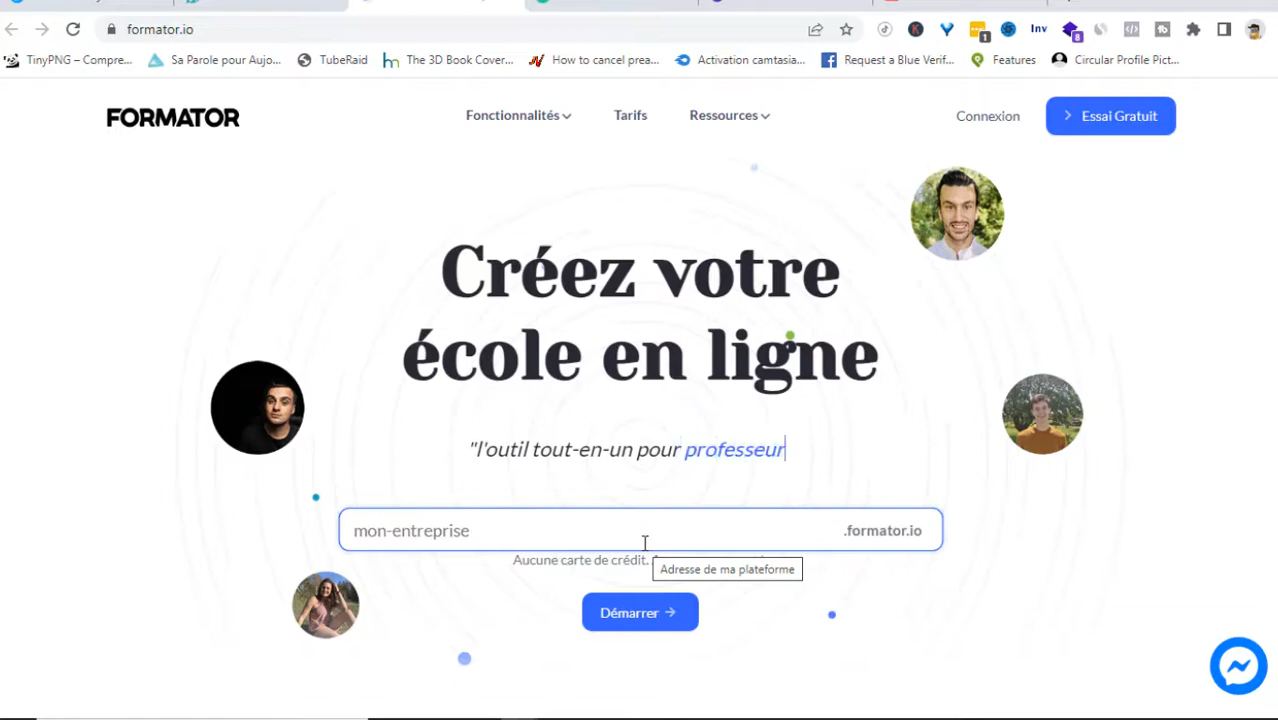 formator.io
Inv
1
8
TinyPNG – Compre...
Sa Parole pour Aujo...
TubeRaid
The 3D Book Cover...
How to cancel prea...
Activation camtasia...
Request a Blue Verif...
Features
Circular Profile Pict...
FORMATOR
Fonctionnalités
Tarifs
Ressources
Connexion
Essai Gratuit
Créez votre
école en ligne
"l'outil tout-en-un pour professeur
mon-entreprise
.formator.io
Aucune carte de crédit.
Adresse de ma plateforme
Démarrer